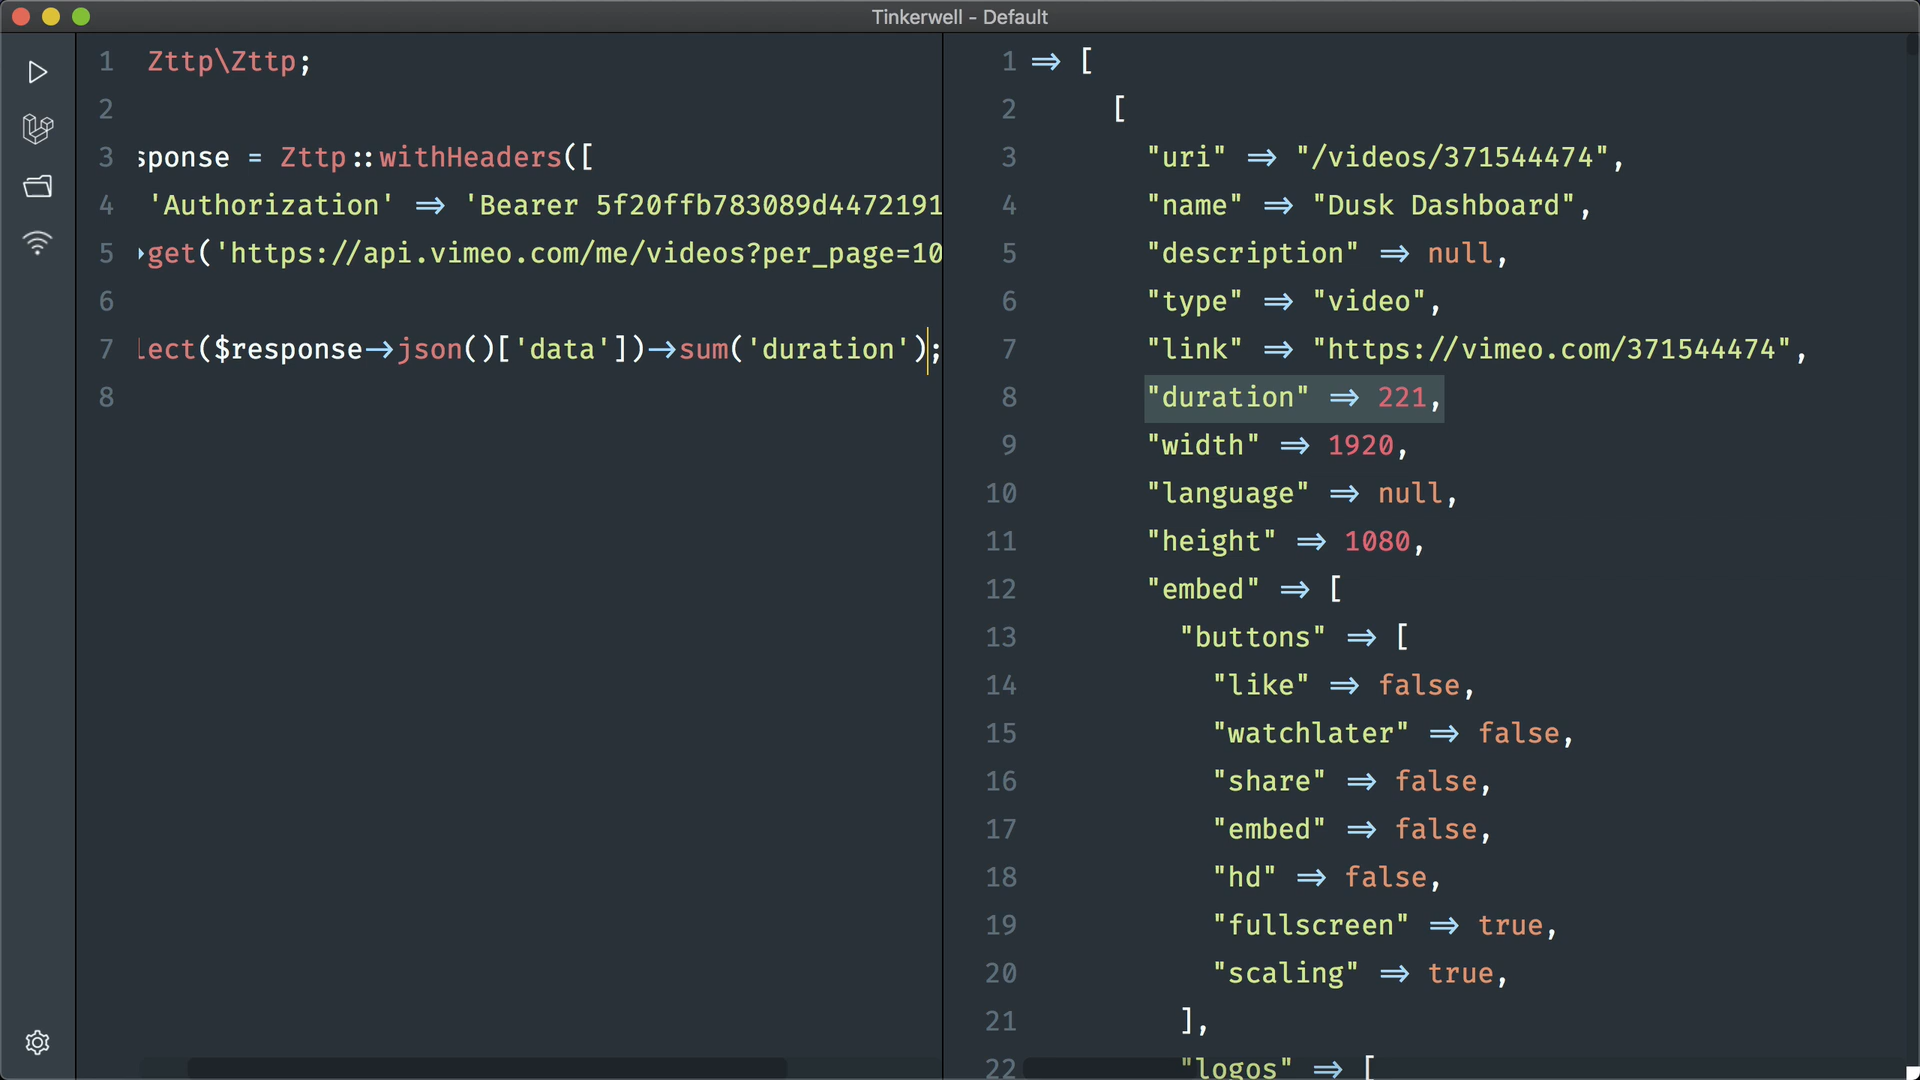 Tinkerwell - Default
1 Zttp\Zttp;
2
3 sponse = Zttp::withHeaders([
4 'Authorization' => 'Bearer 5f20ffb783089d4472191
5 >get('https://api.vimeo.com/me/videos?per_page=10
6
7 lect($response->json()['data'])->sum('duration');
8
1 => [
2 [
3 "uri" => "/videos/371544474",
4 "name" => "Dusk Dashboard",
5 "description" => null,
6 "type" => "video",
7 "link" => "https://vimeo.com/371544474",
8 "duration" => 221,
9 "width" => 1920,
10 "language" => null,
11 "height" => 1080,
12 "embed" => [
13 "buttons" => [
14 "like" => false,
15 "watchlater" => false,
16 "share" => false,
17 "embed" => false,
18 "hd" => false,
19 "fullscreen" => true,
20 "scaling" => true,
21 ],
22 "logos" => [